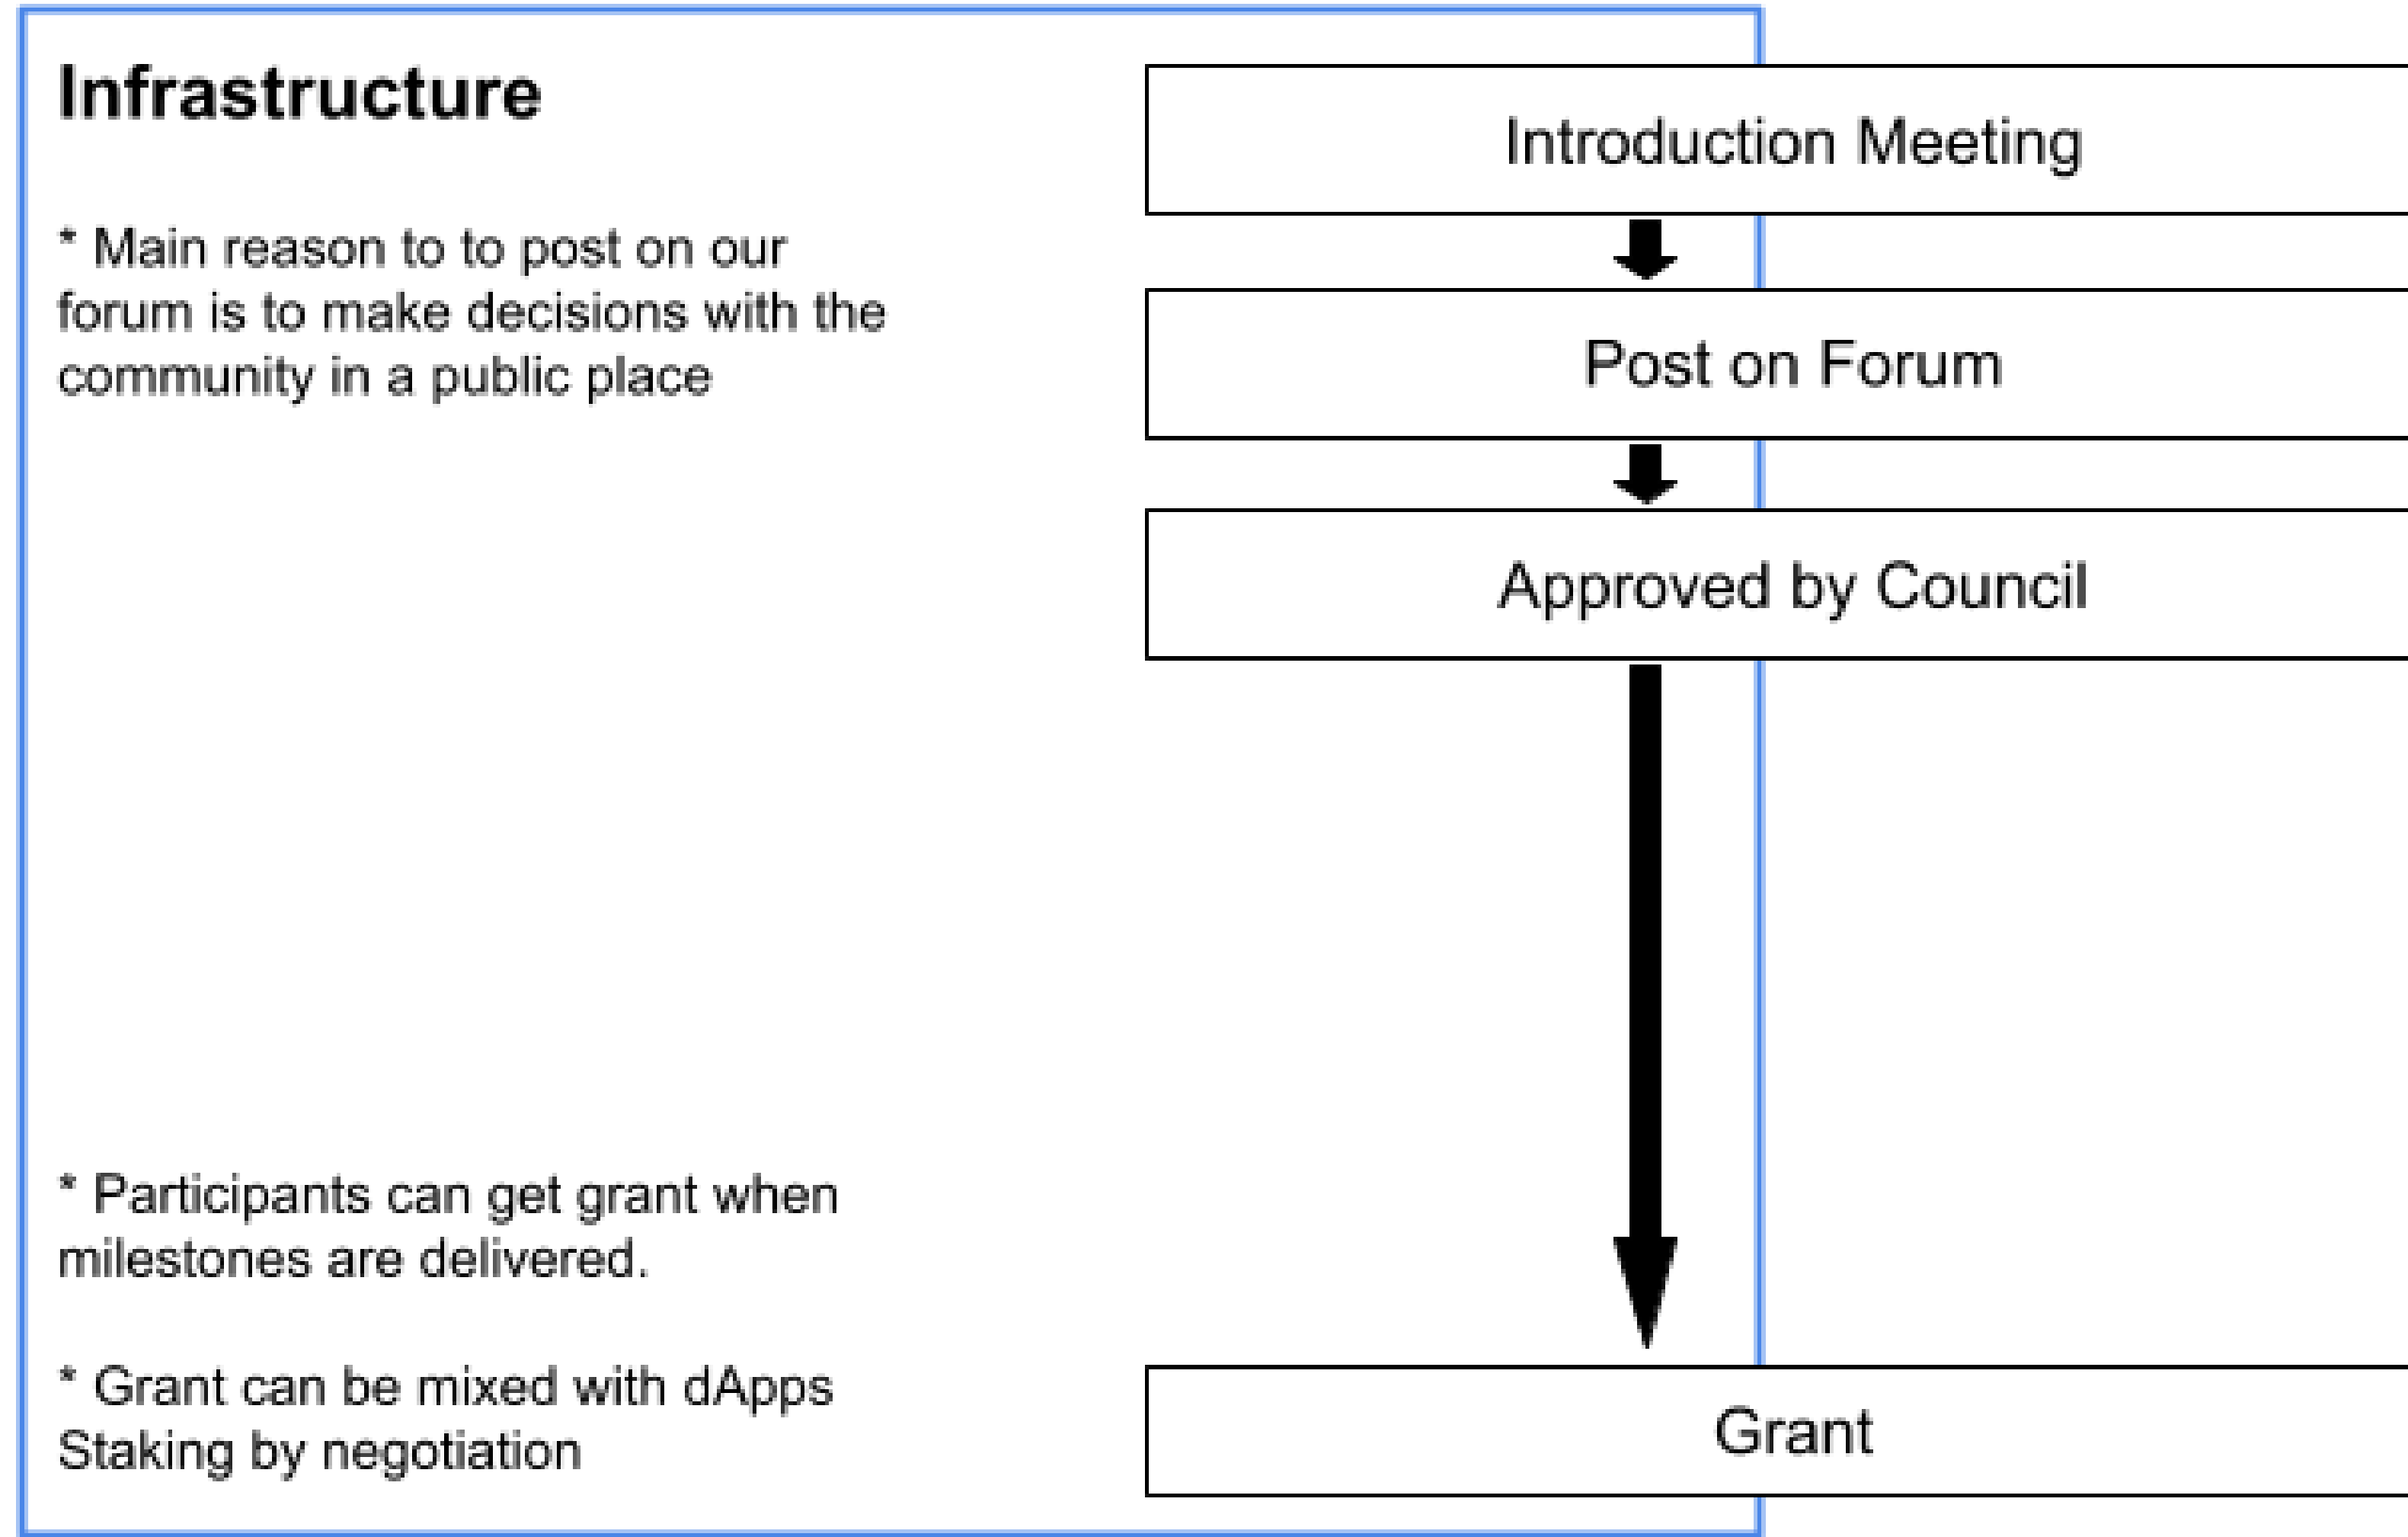 Infrastructure
* Main reason to to post on our
forum is to make decisions with the
community in a public place
* Participants can get grant when
milestones are delivered.
* Grant can be mixed with dApps
Staking by negotiation
Introduction Meeting
Post on Forum
Approved by Council
Grant